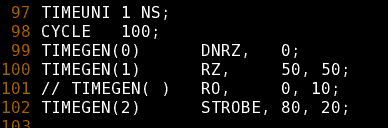 97 TIMEUNI 1 NS;
98 CYCLE   100;
99 TIMEGEN(0)      DNRZ,   0;
100 TIMEGEN(1)      RZ,     50, 50;
101 // TIMEGEN( )   RO,     0, 10;
102 TIMEGEN(2)      STROBE, 80, 20;
103